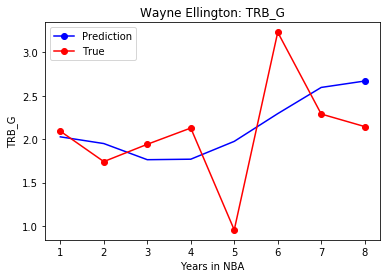 Wayne Ellington: TRB_G
Prediction
True
TRB_G
3.0
2.5
2.0
1.5
1.0
1 2 3 4 5 6 7 8
Years in NBA